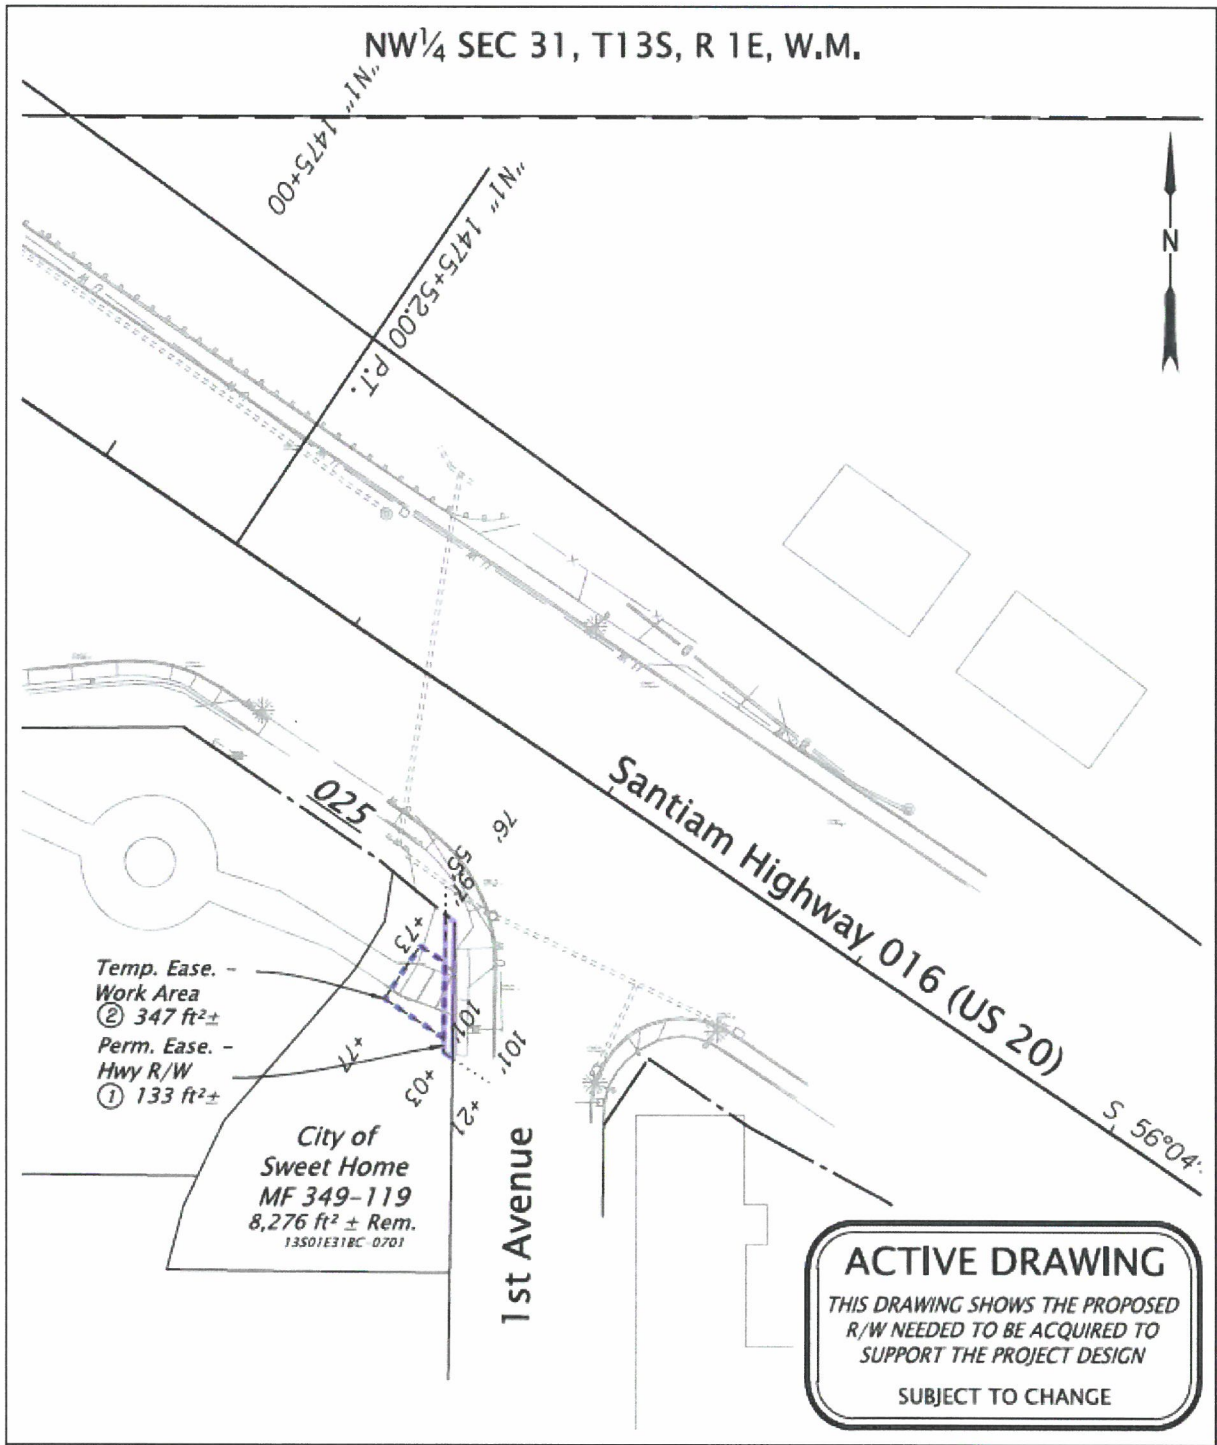 NW¼ SEC 31, T13S, R 1E, W.M.
"N1" 1475+00
"N1" 1475+52.00 P.T.
N
025
76'
55.97'
+73
Santiam Highway, 016 (US 20)
S. 56°04'
Temp. Ease. -
Work Area
② 347 ft²±
Perm. Ease. -
Hwy R/W
① 133 ft²±
101'
101'
+77
+03
+21
City of
Sweet Home
MF 349-119
8,276 ft² ± Rem.
13S01E31BC-0701
1st Avenue
ACTIVE DRAWING
THIS DRAWING SHOWS THE PROPOSED
R/W NEEDED TO BE ACQUIRED TO
SUPPORT THE PROJECT DESIGN
SUBJECT TO CHANGE